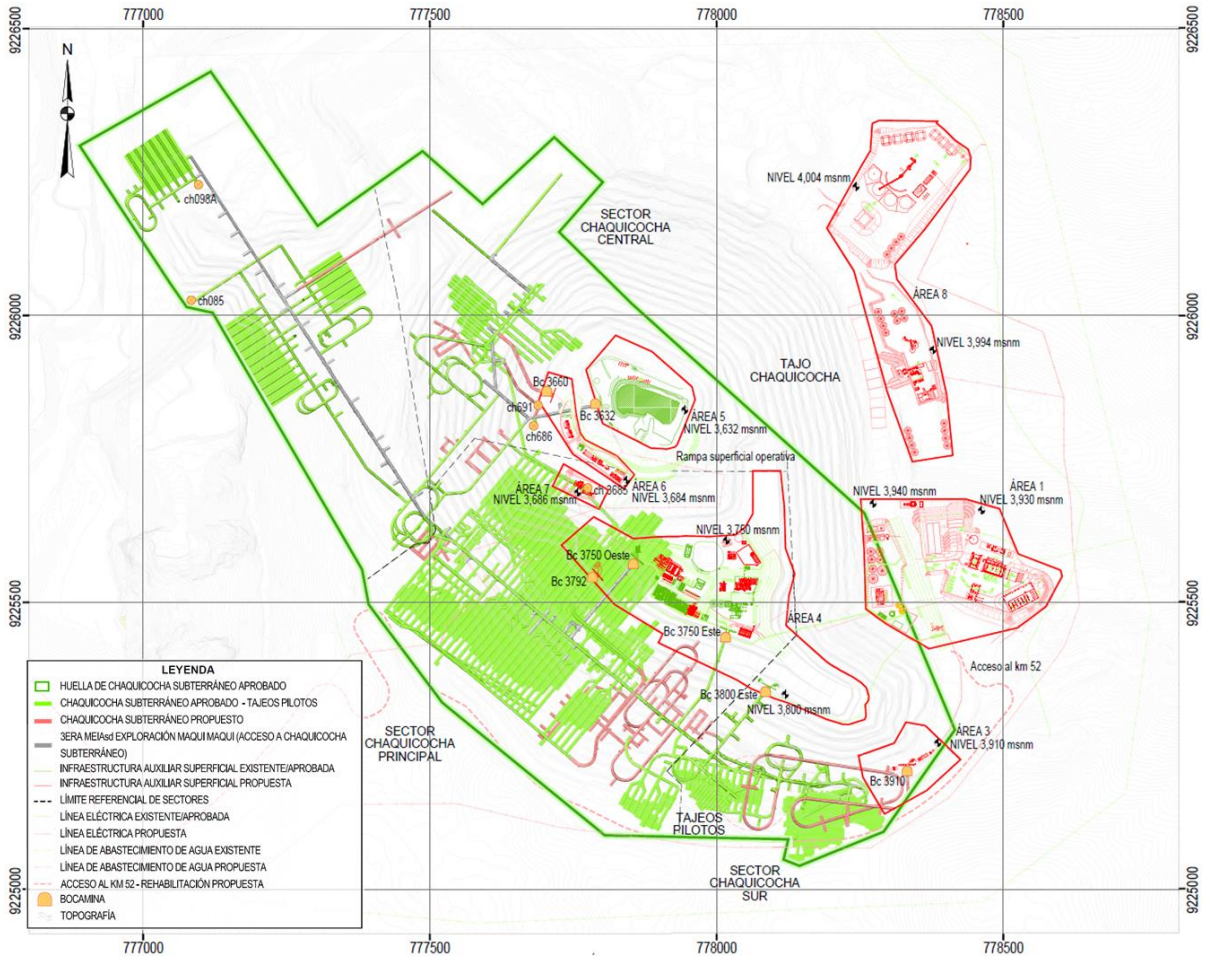 777000
777500
778000
778500
9226500
9226500
N
NIVEL 4,004 msnm
ch098A
SECTOR
CHAQUICOCHA
CENTRAL
ch085
ÁREA 8
9226000
9226000
NIVEL 3,994 msnm
TAJO
CHAQUICOCHA
Bc 3660
ch691
Bc 3632
ch686
ÁREA 5
NIVEL 3,632 msnm
Rampa superficial operativa
ÁREA 7
NIVEL 3,686 msnm
ch 3685
ÁREA 6
NIVEL 3,684 msnm
ÁREA 1
NIVEL 3,940 msnm
NIVEL 3,930 msnm
NIVEL 3,750 msnm
Bc 3750 Oeste
Bc 3792
9225500
9225500
ÁREA 4
Bc 3750 Este
Acceso al km 52
Bc 3800 Este
NIVEL 3,800 msnm
ÁREA 3
NIVEL 3,910 msnm
Bc 3910
SECTOR
CHAQUICOCHA
PRINCIPAL
TAJEOS
PILOTOS
SECTOR
CHAQUICOCHA
SUR
LEYENDA
HUELLA DE CHAQUICOCHA SUBTERRÁNEO APROBADO
CHAQUICOCHA SUBTERRÁNEO APROBADO - TAJEOS PILOTOS
CHAQUICOCHA SUBTERRÁNEO PROPUESTO
3ERA MEIAsd EXPLORACIÓN MAQUI MAQUI (ACCESO A CHAQUICOCHA
SUBTERRÁNEO)
INFRAESTRUCTURA AUXILIAR SUPERFICIAL EXISTENTE/APROBADA
INFRAESTRUCTURA AUXILIAR SUPERFICIAL PROPUESTA
LÍMITE REFERENCIAL DE SECTORES
LÍNEA ELÉCTRICA EXISTENTE/APROBADA
LÍNEA ELÉCTRICA PROPUESTA
LÍNEA DE ABASTECIMIENTO DE AGUA EXISTENTE
LÍNEA DE ABASTECIMIENTO DE AGUA PROPUESTA
ACCESO AL KM 52 - REHABILITACIÓN PROPUESTA
BOCAMINA
TOPOGRAFÍA
9225000
9225000
777000
777500
778000
778500